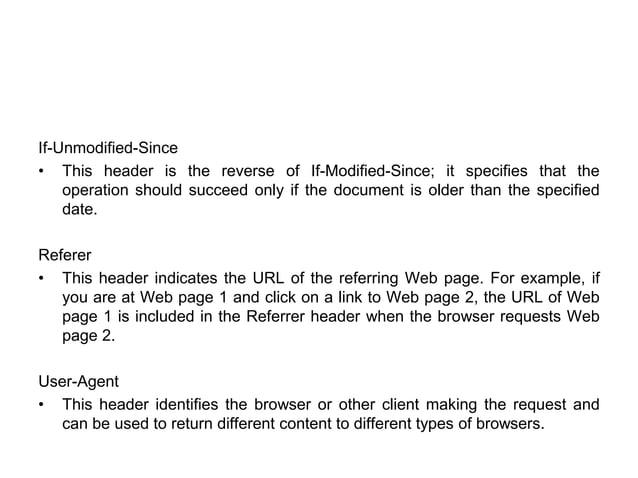 If-Unmodified-Since
• This header is the reverse of If-Modified-Since; it specifies that the
operation should succeed only if the document is older than the specified
date.
Referer
• This header indicates the URL of the referring Web page. For example, if
you are at Web page 1 and click on a link to Web page 2, the URL of Web
page 1 is included in the Referrer header when the browser requests Web
page 2.
User-Agent
• This header identifies the browser or other client making the request and
can be used to return different content to different types of browsers.